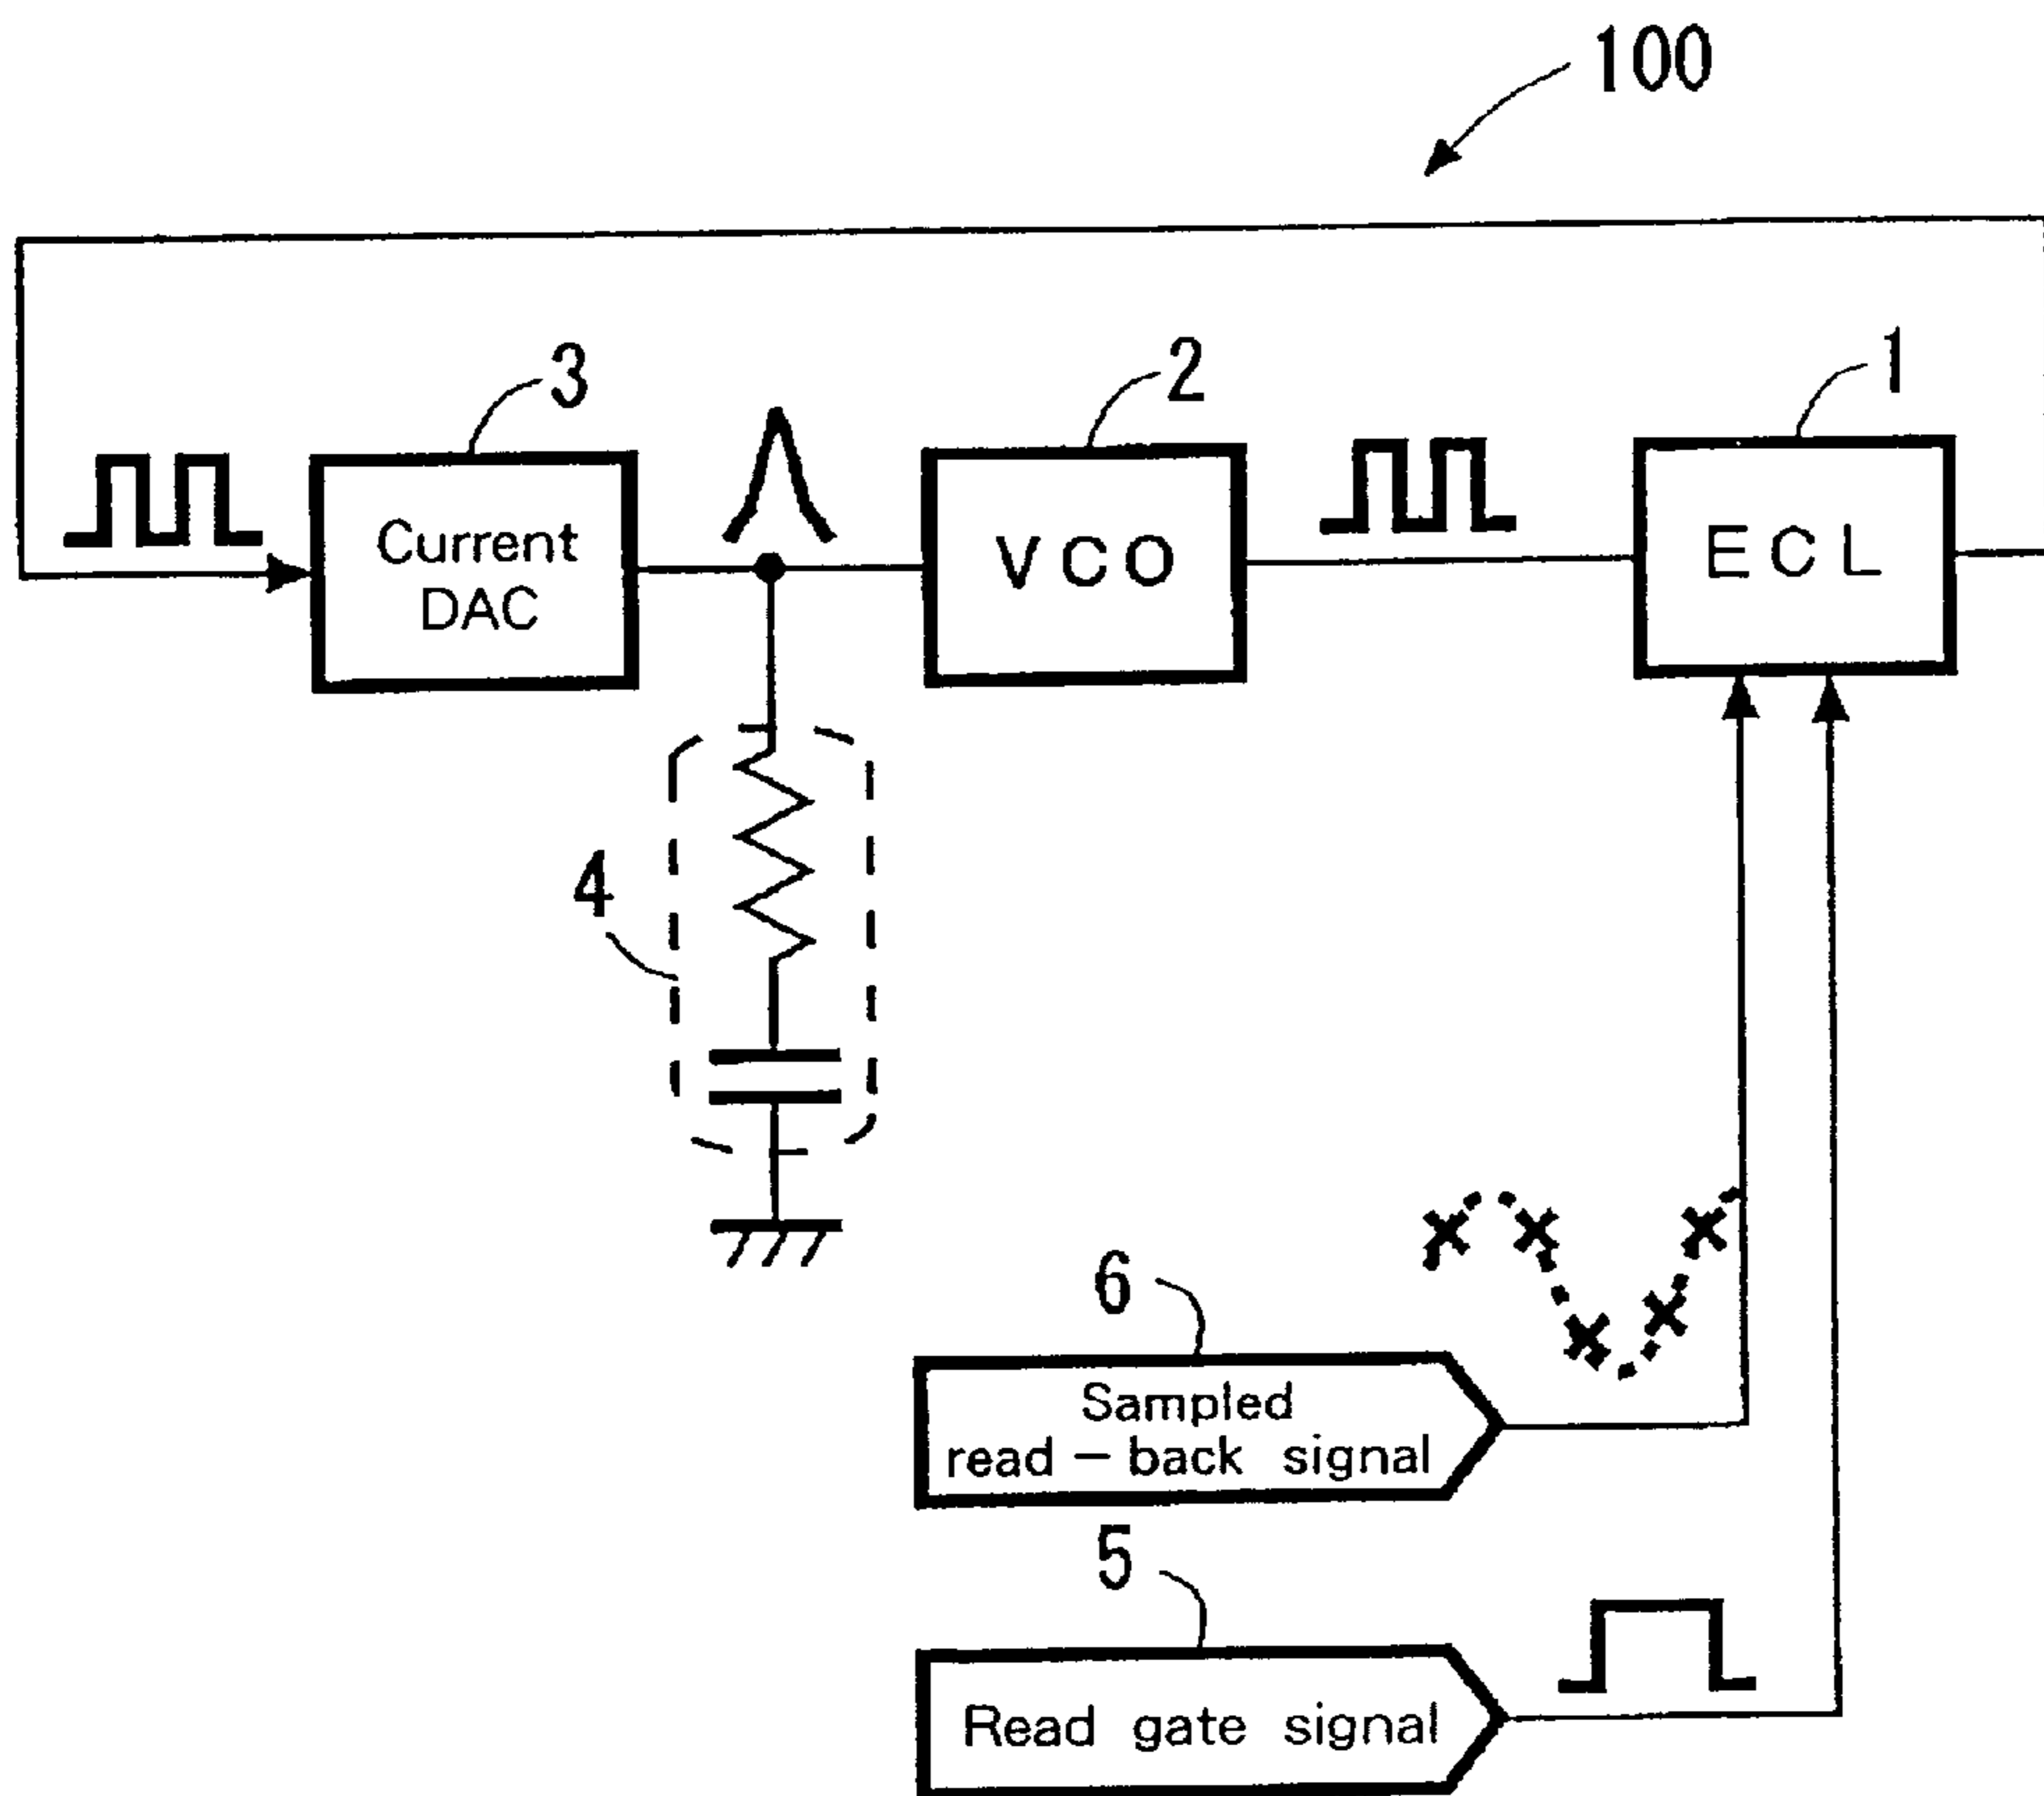 100
3
2
1
Current
DAC
VCO
ECL
4
6
Sampled
read-back signal
5
Read gate signal